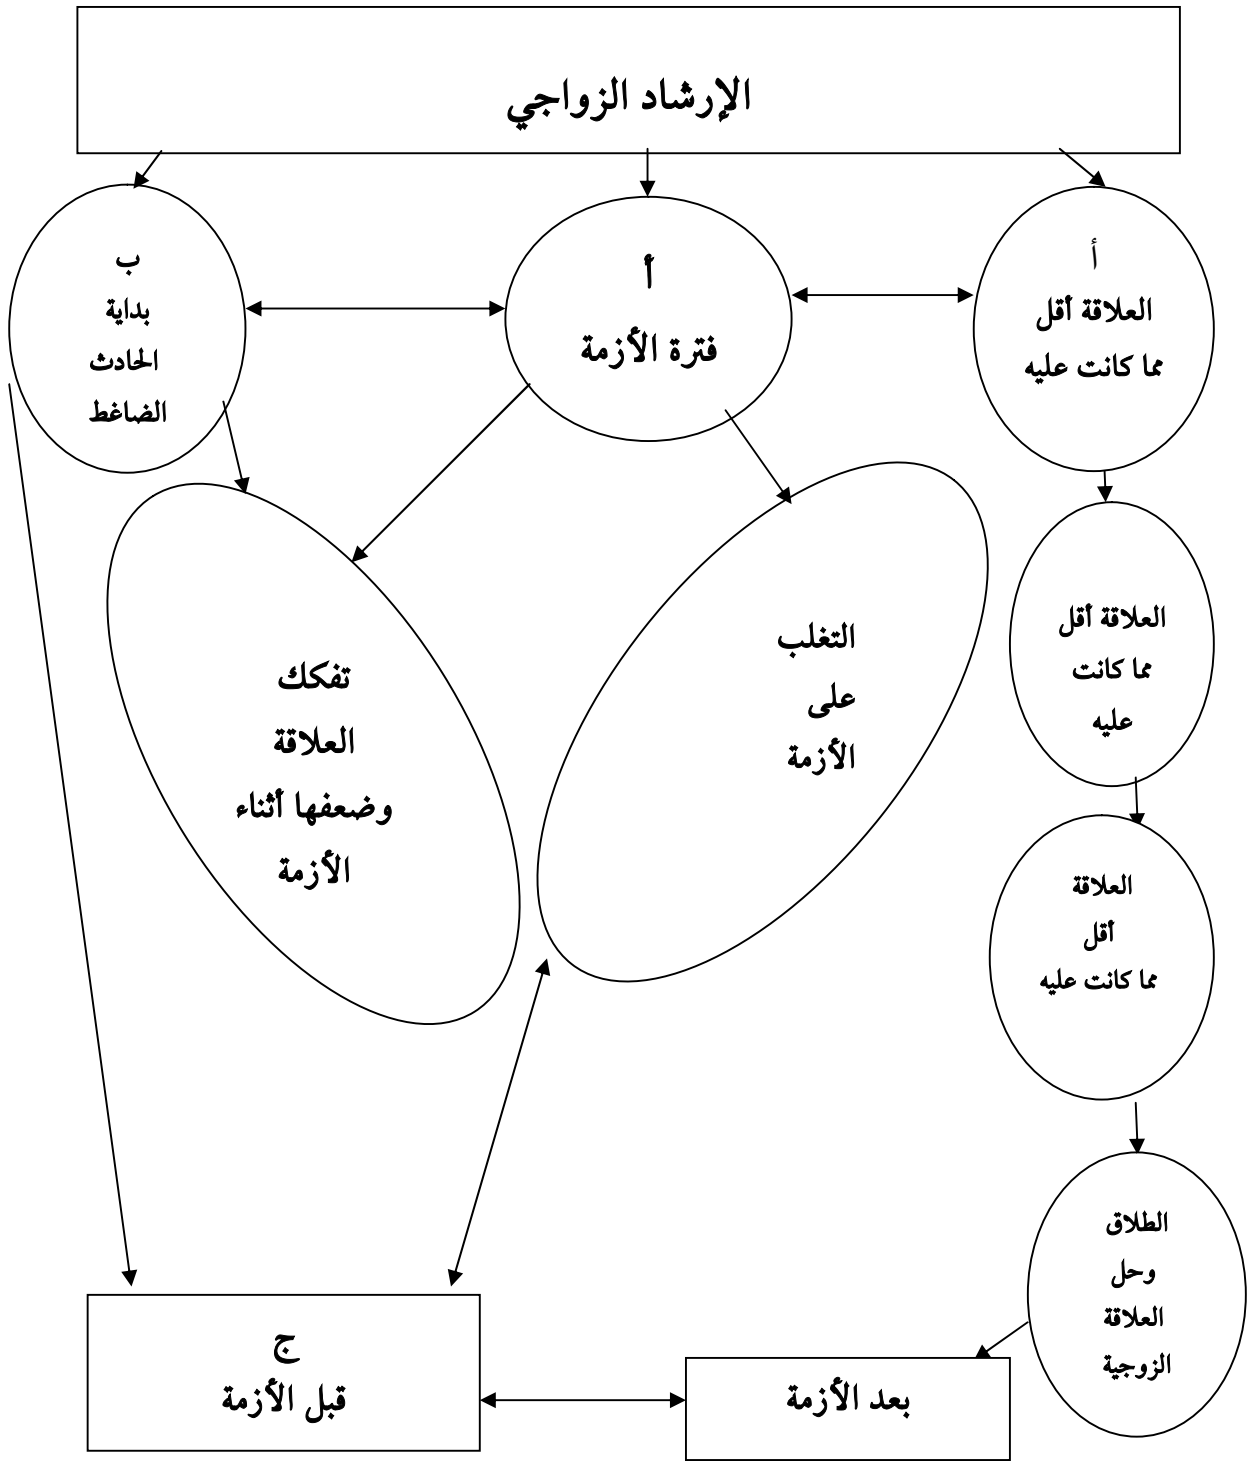 الإرشاد الزواجي
أ
العلاقة أقل
مما كانت عليه
أ
فترة الأزمة
ب
بداية
الحادث
الضاغط
العلاقة أقل
مما كانت
عليه
التغلب
على
الأزمة
تفكك
العلاقة
وضعفها أثناء
الأزمة
العلاقة
أقل
مما كانت عليه
الطلاق
وحل
العلاقة
الزوجية
بعد الأزمة
ج
قبل الأزمة